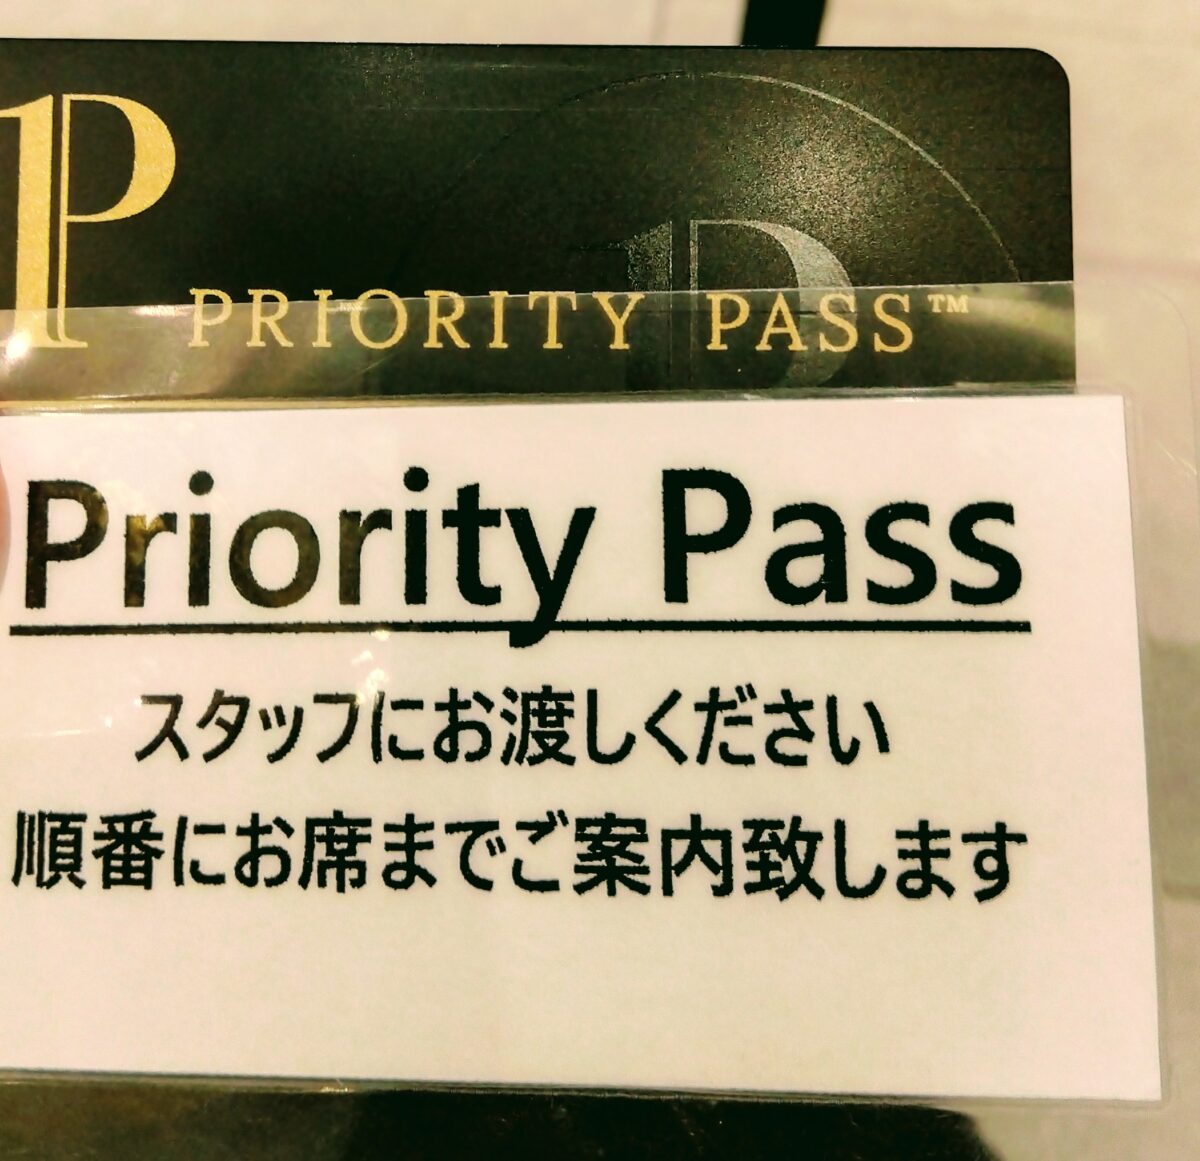 P
PRIORITY PASS™
Priority Pass
スタッフにお渡しください
順番にお席までご案内致します